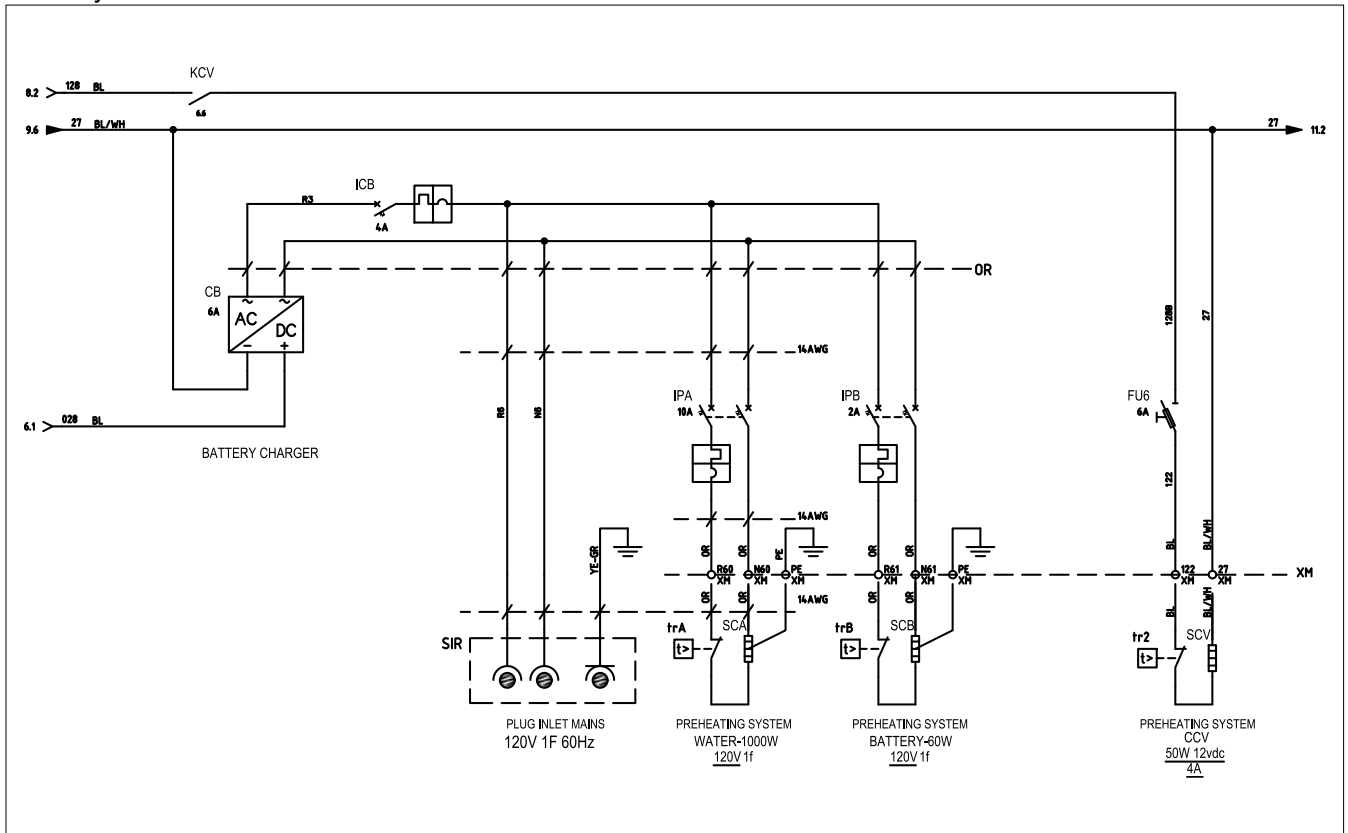 KCV
8.2
128 BL
6.6
9.6
27 BL/WH
27
11.2
ICB
R3
4A
OR
CB
6A
AC
DC
~
~
-
+
14AWG
128B
27
IPA
10A
IPB
2A
FU6
6A
R6
N6
6.1
028 BL
BATTERY CHARGER
122
14AWG
YE-GR
OR
OR
PE
OR
OR
BL
BL/WH
R60
XM
N60
XM
PE
XM
R61
XM
N61
XM
PE
XM
122
XM
27
XM
XM
OR
OR
OR
OR
BL
BL/WH
14AWG
SIR
trA
t>
SCA
trB
t>
SCB
tr2
t>
SCV
PLUG INLET MAINS
120V 1F 60Hz
PREHEATING SYSTEM
WATER-1000W
120V 1f
PREHEATING SYSTEM
BATTERY-60W
120V 1f
PREHEATING SYSTEM
CCV
50W 12vdc
4A